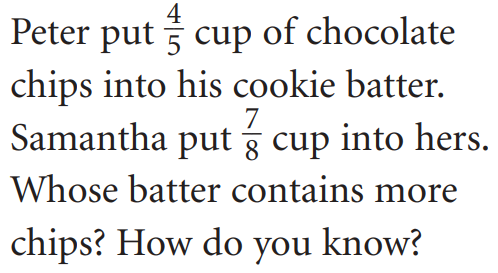 Peter put 4/5 cup of chocolate
chips into his cookie batter.
Samantha put 7/8 cup into hers.
Whose batter contains more
chips? How do you know?